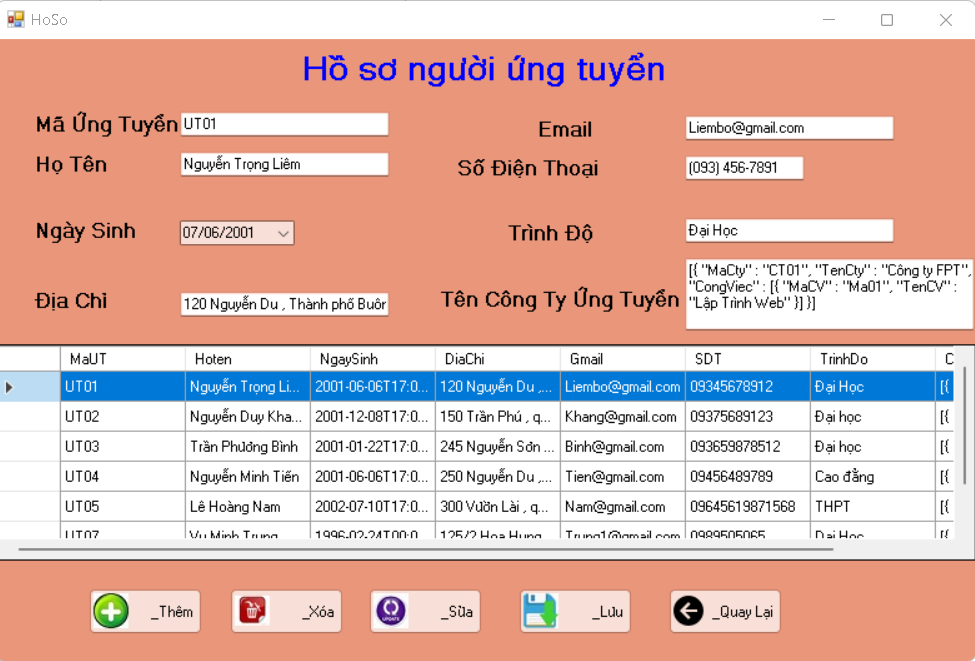 HoSo
Hồ sơ người ứng tuyển
Mã Ứng Tuyển UT01
Email Liembo@gmail.com
Họ Tên Nguyễn Trọng Liêm
Số Điện Thoại (093) 456-7891
Ngày Sinh 07/06/2001
Trình Độ Đại Học
Địa Chỉ 120 Nguyễn Du , Thành phố Buôr
Tên Công Ty Ứng Tuyển
[{ "MaCty" : "CT01", "TenCty" : "Công ty FPT",
"CongViec" : [{ "MaCV" : "Ma01", "TenCV" :
"Lập Trình Web" }] }]
MaUT Hoten NgaySinh DiaChi Gmail SDT TrinhDo C
UT01 Nguyễn Trọng Li... 2001-06-06T17:0... 120 Nguyễn Du ,... Liembo@gmail.com 09345678912 Đại Học [{
UT02 Nguyễn Duy Kha... 2001-12-08T17:0... 150 Trần Phú , q... Khang@gmail.com 09375689123 Đại học [{
UT03 Trần Phương Bình 2001-01-22T17:0... 245 Nguyễn Sơn ... Binh@gmail.com 093659878512 Đại học [{
UT04 Nguyễn Minh Tiến 2001-06-06T17:0... 250 Nguyễn Du ,... Tien@gmail.com 09456489789 Cao đẳng [{
UT05 Lê Hoàng Nam 2002-07-10T17:0... 300 Vườn Lài , q... Nam@gmail.com 09645619871568 THPT [{
UT07 Vu Minh Trung 1996-02-24T00:0... 125/2 Hoa Hung... Trung1@gmail.com 0989505065 Dai Hoc [{
_Thêm
_Xóa
UPDATE
_Sửa
_Lưu
_Quay Lại